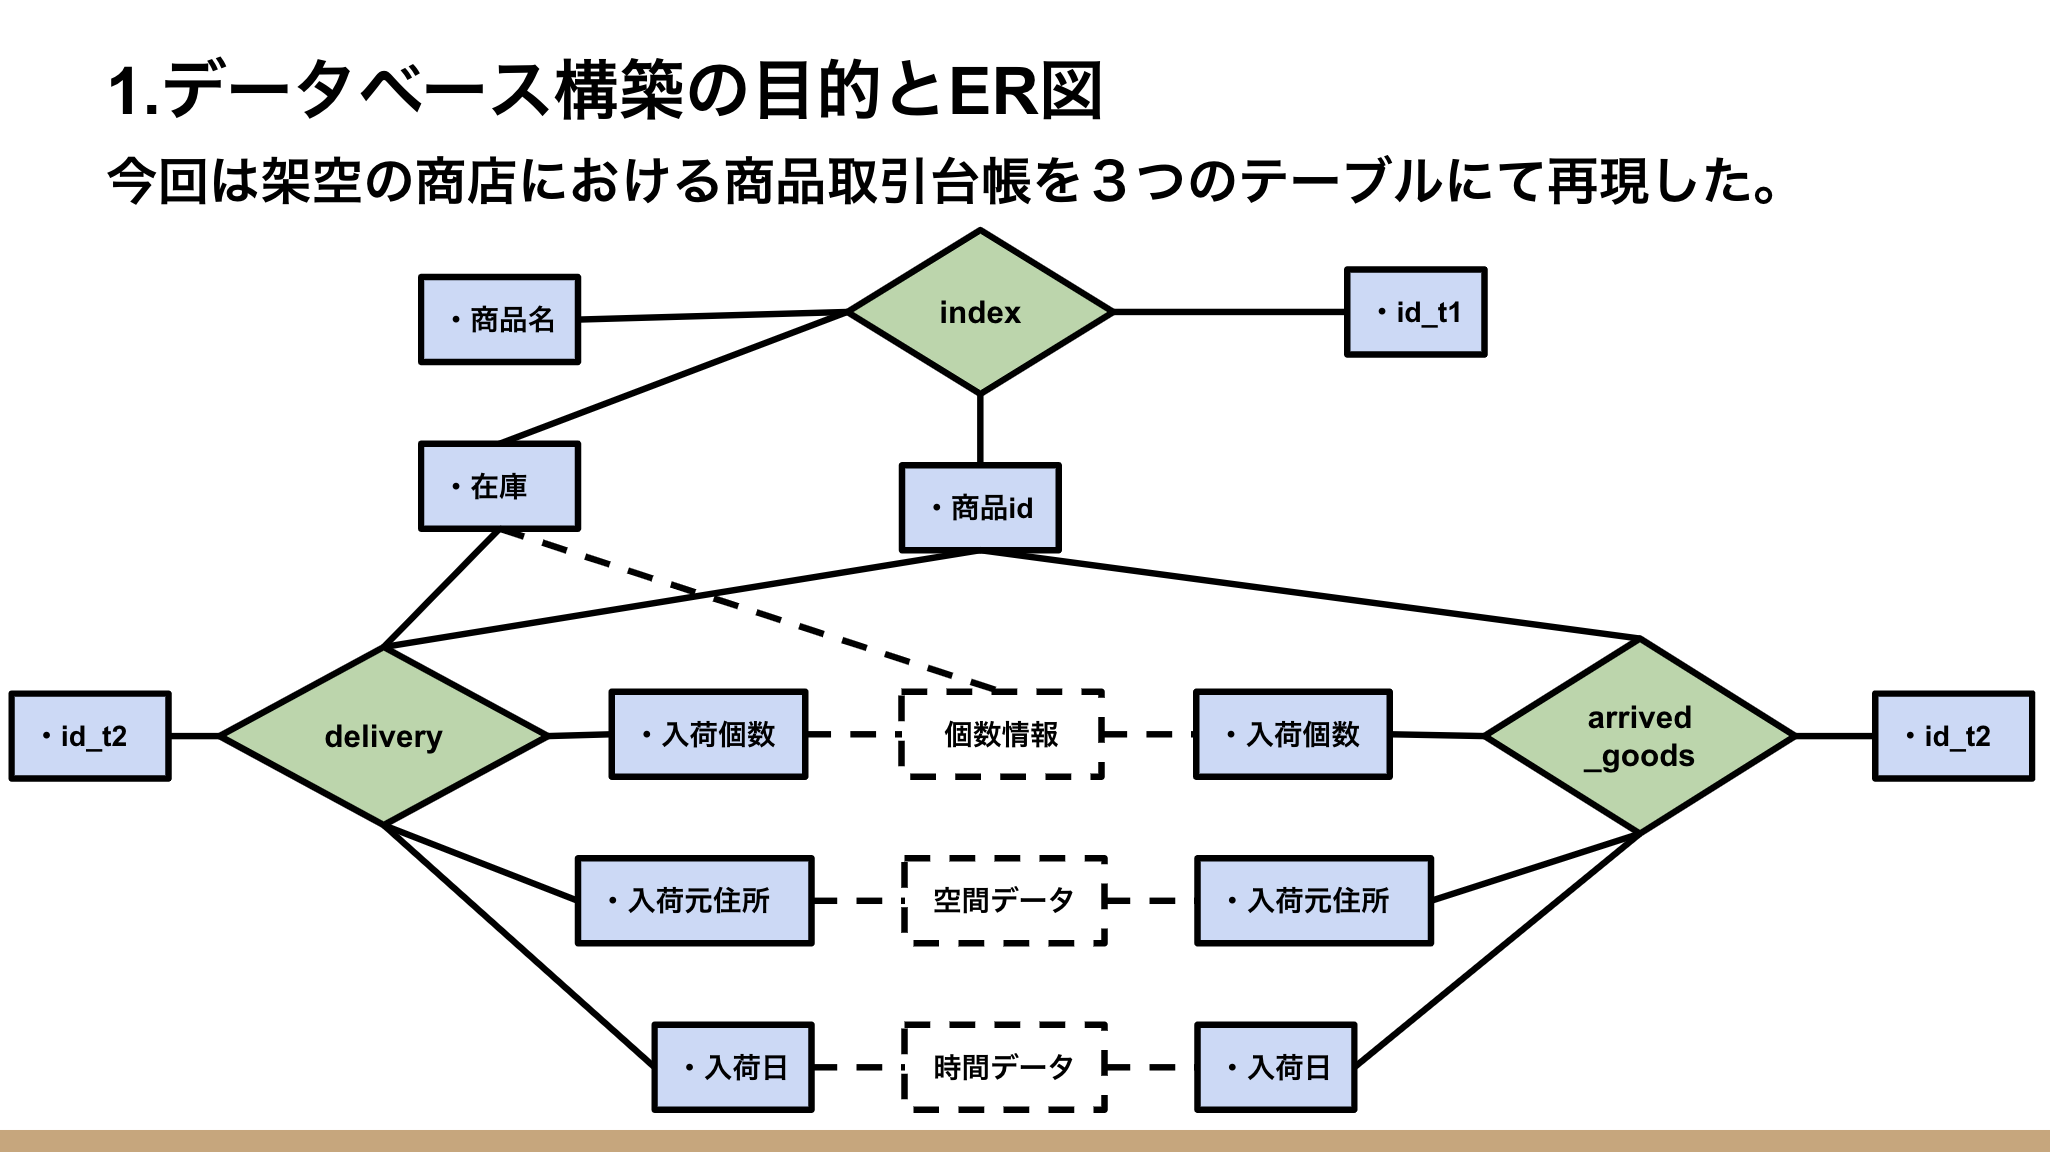 1.データベース構築の目的とER図
今回は架空の商店における商品取引台帳を３つのテーブルにて再現した。
・商品名
index
・id_t1
・在庫
・商品id
・id_t2
delivery
・入荷個数
個数情報
・入荷個数
arrived
_goods
・id_t2
・入荷元住所
空間データ
・入荷元住所
・入荷日
時間データ
・入荷日